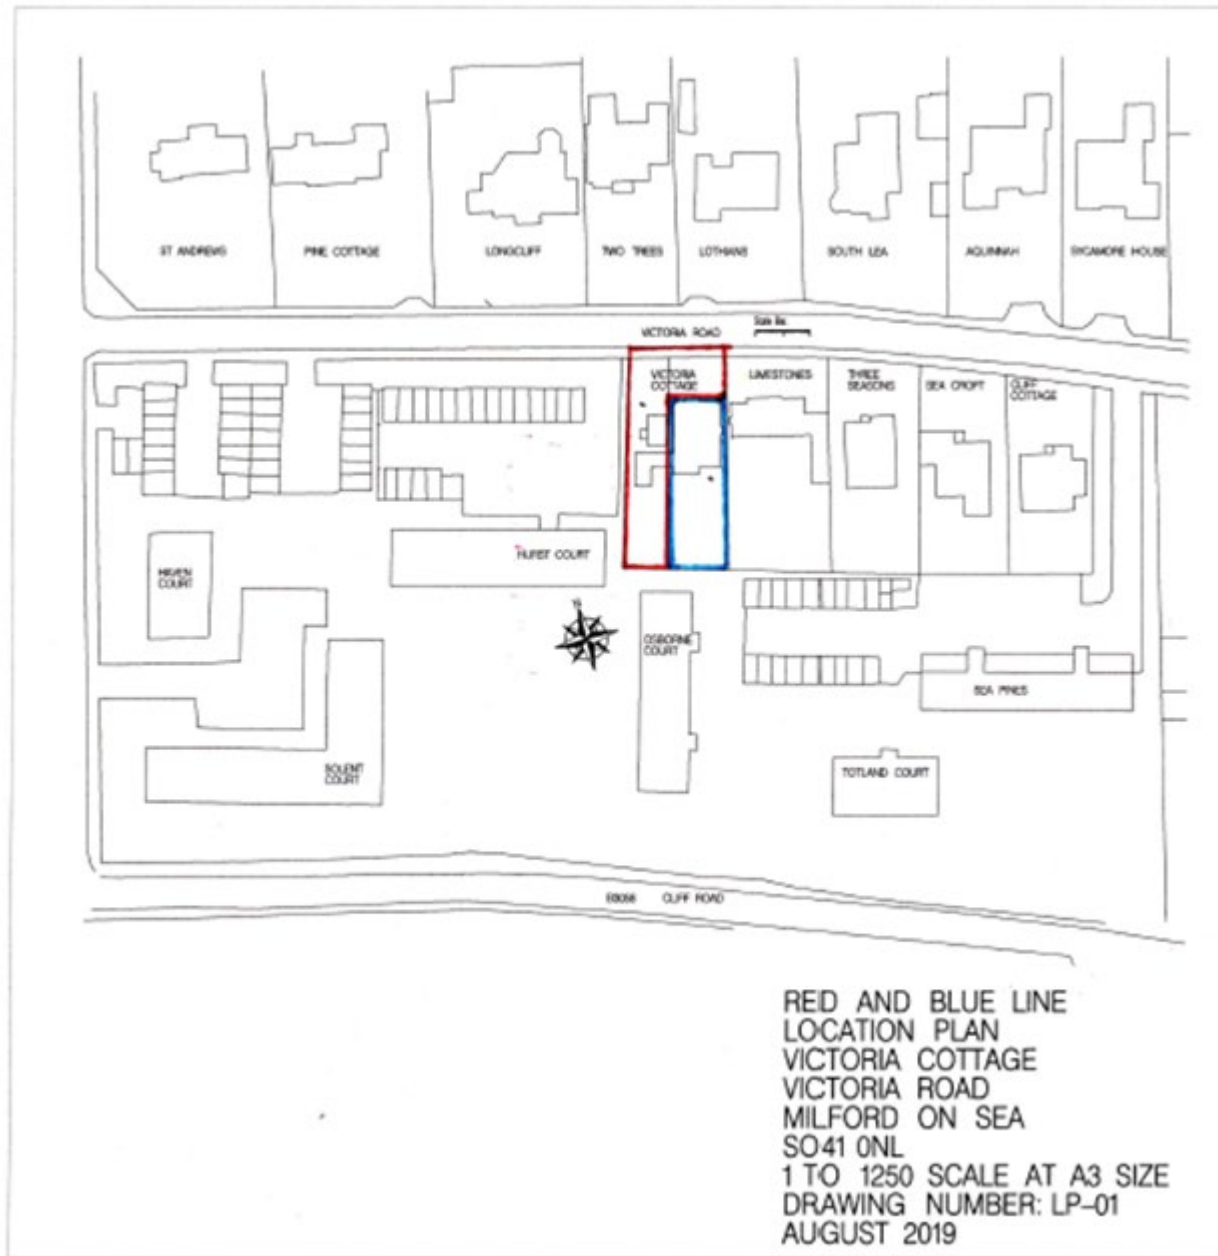 ST ANDREWS
PINE COTTAGE
LONGCLIFF
TWO TREES
LOTHIANS
SOUTH LEA
AQUINNAH
SYCAMORE HOUSE
VICTORIA ROAD
Scale Bar
VICTORIA
COTTAGE
LIMESTONES
THREE
SEASONS
SEA CROFT
CLIFF
COTTAGE
HURST COURT
HAVEN
COURT
N
OSBORNE
COURT
SEA PINES
SOLENT
COURT
TOTLAND COURT
B3058 CLIFF ROAD
RED AND BLUE LINE
LOCATION PLAN
VICTORIA COTTAGE
VICTORIA ROAD
MILFORD ON SEA
SO41 0NL
1 TO 1250 SCALE AT A3 SIZE
DRAWING NUMBER: LP-01
AUGUST 2019